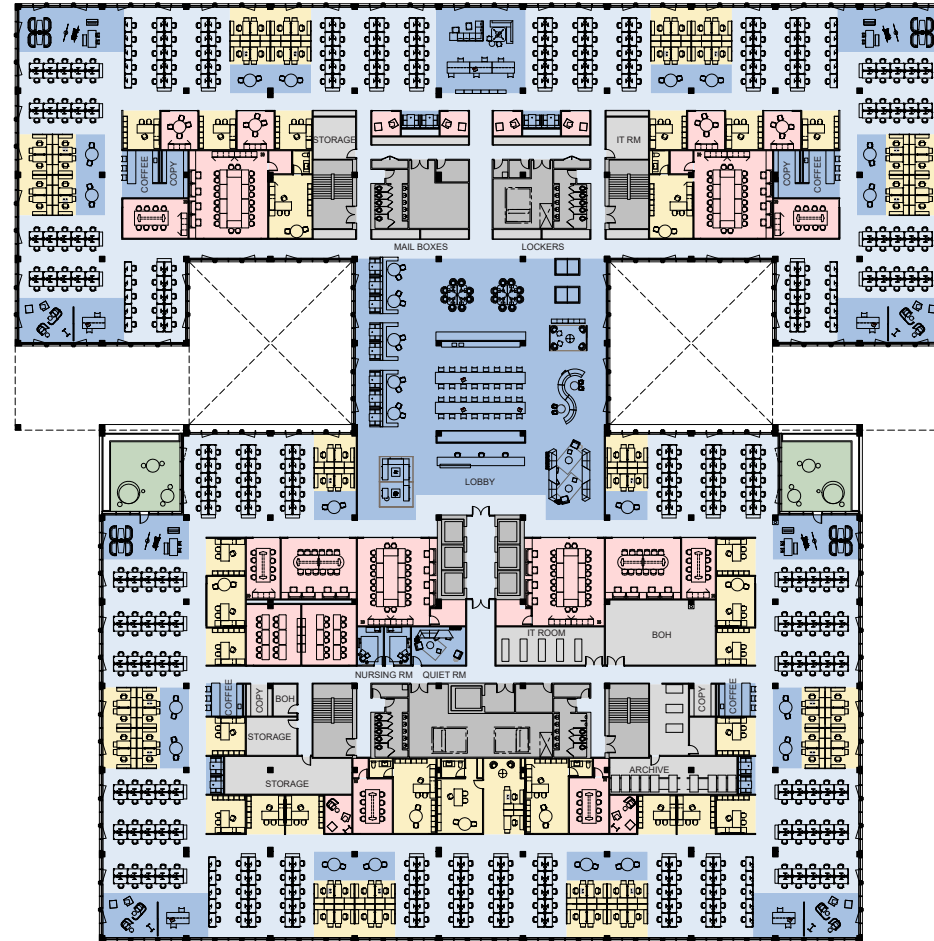 STORAGE
IT RM
COFFEE
COPY
COPY
COFFEE
MAIL BOXES
LOCKERS
LOBBY
IT ROOM
BOH
NURSING RM
QUIET RM
COFFEE
COPY
BOH
COPY
COFFEE
STORAGE
ARCHIVE
STORAGE